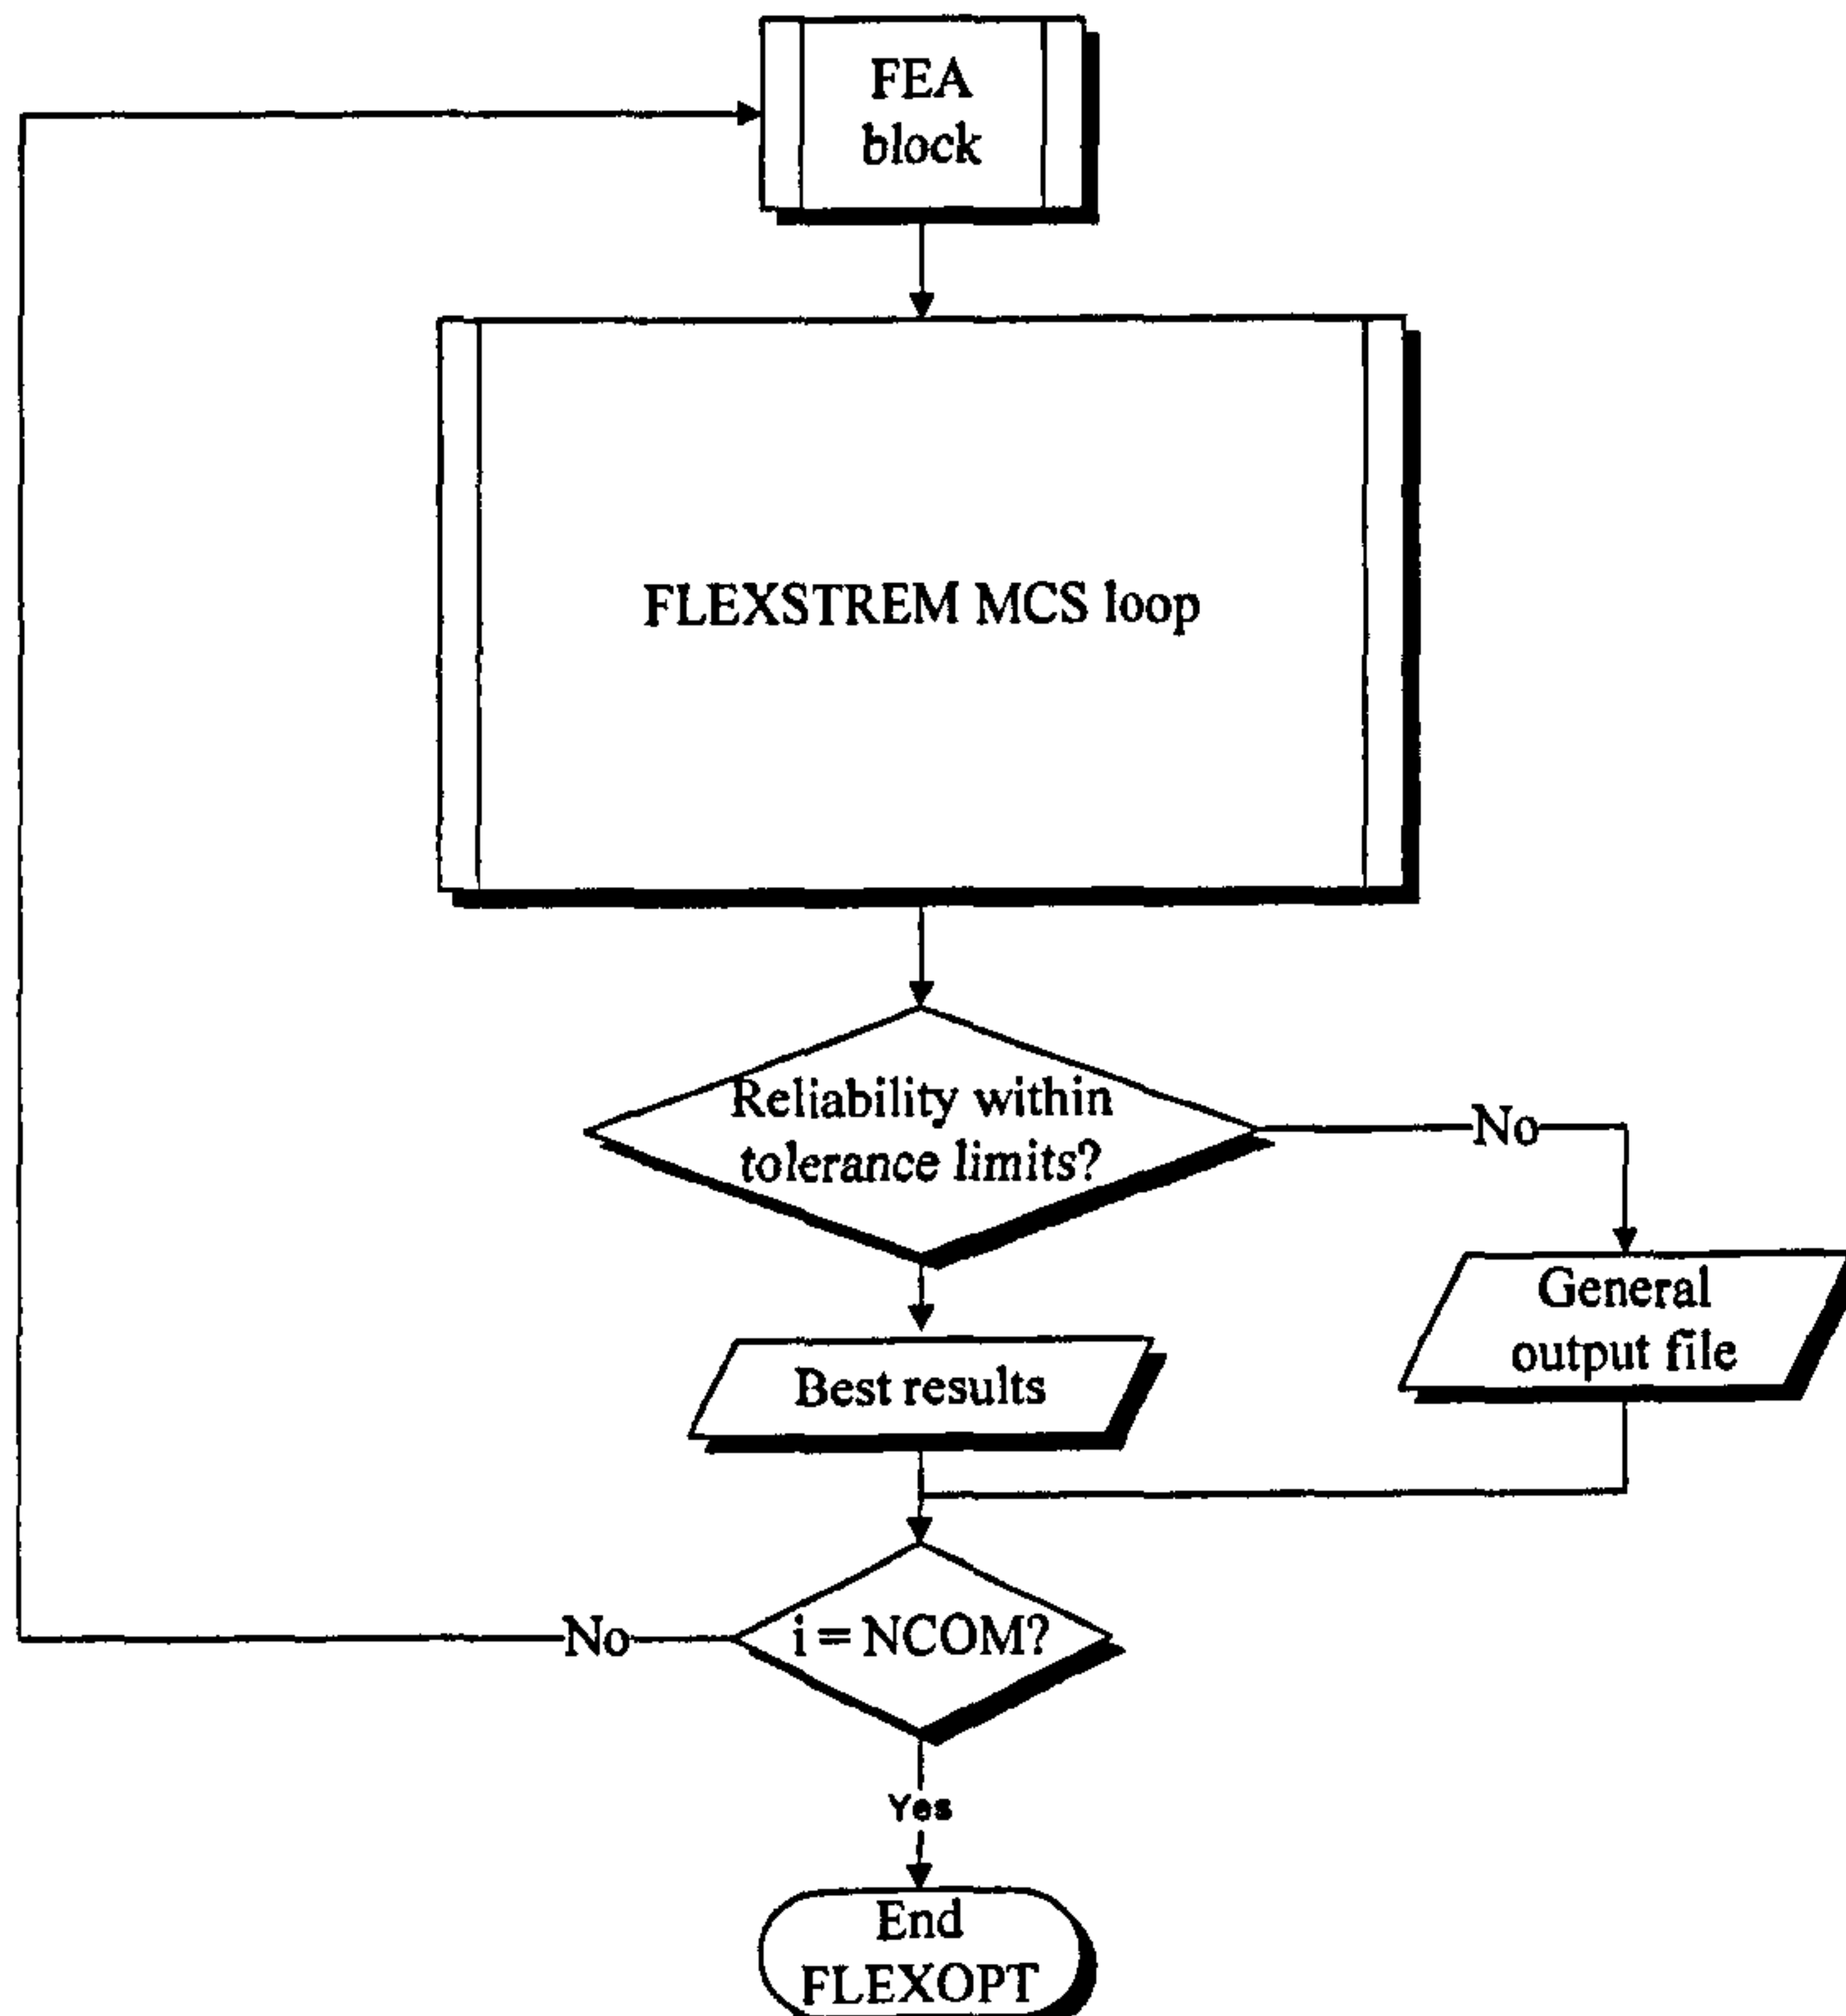 FEA
block
FLEXSTREM MCS loop
Reliability within
tolerance limits?
No
General
output file
Best results
i = NCOM?
No
Yes
End
FLEXOPT